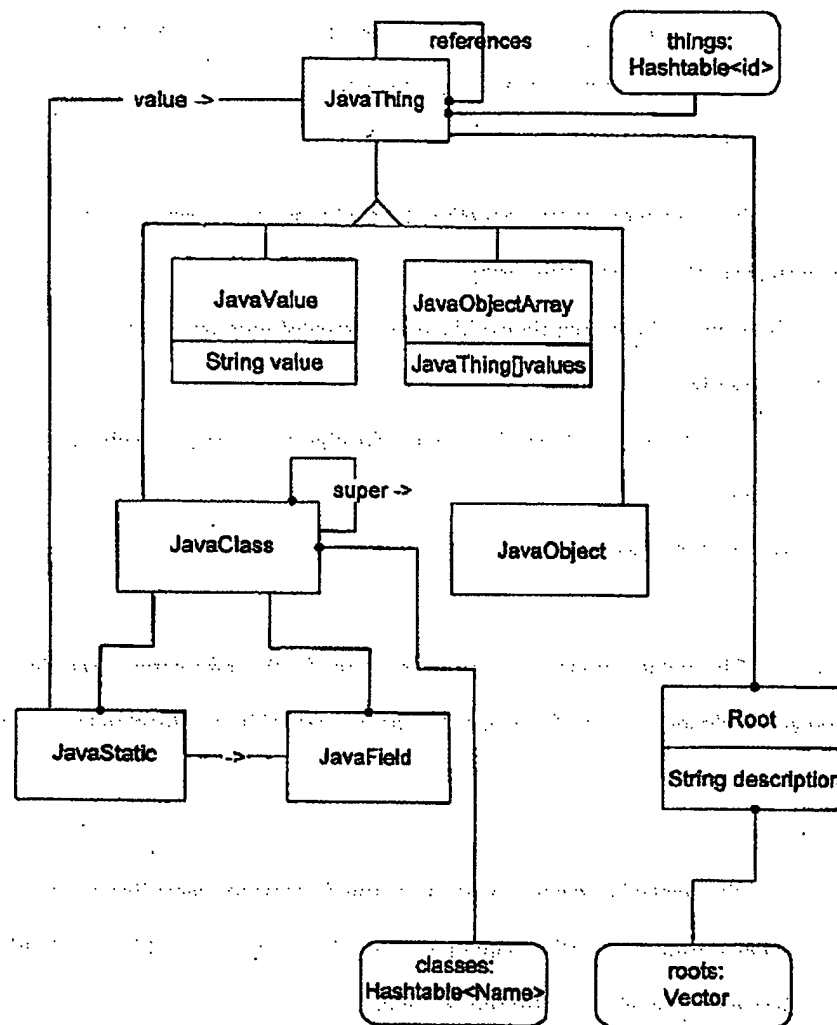 references
things:
Hashtable<id>
value ->
JavaThing
JavaValue
String value
JavaObjectArray
JavaThing[]values
super ->
JavaClass
JavaObject
JavaStatic
->
JavaField
Root
String description
classes:
Hashtable<Name>
roots:
Vector